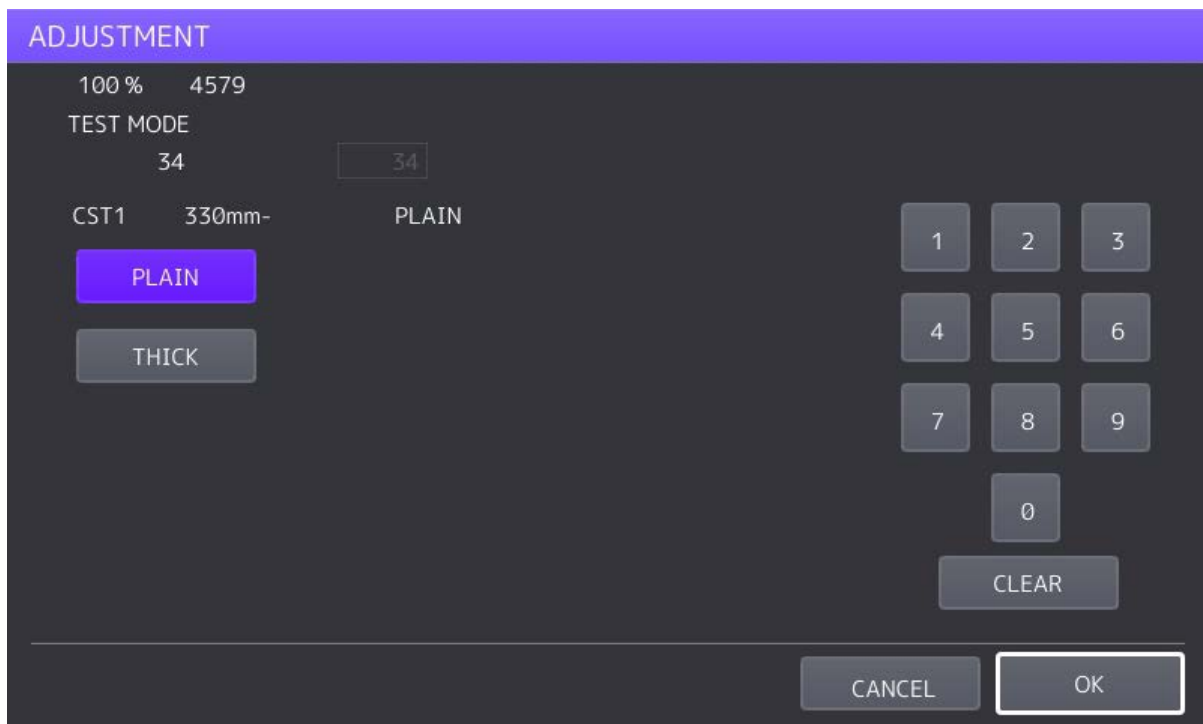 ADJUSTMENT
100 % 4579
TEST MODE
34 34
CST1 330mm- PLAIN
PLAIN
THICK
1 2 3
4 5 6
7 8 9
0
CLEAR
CANCEL OK